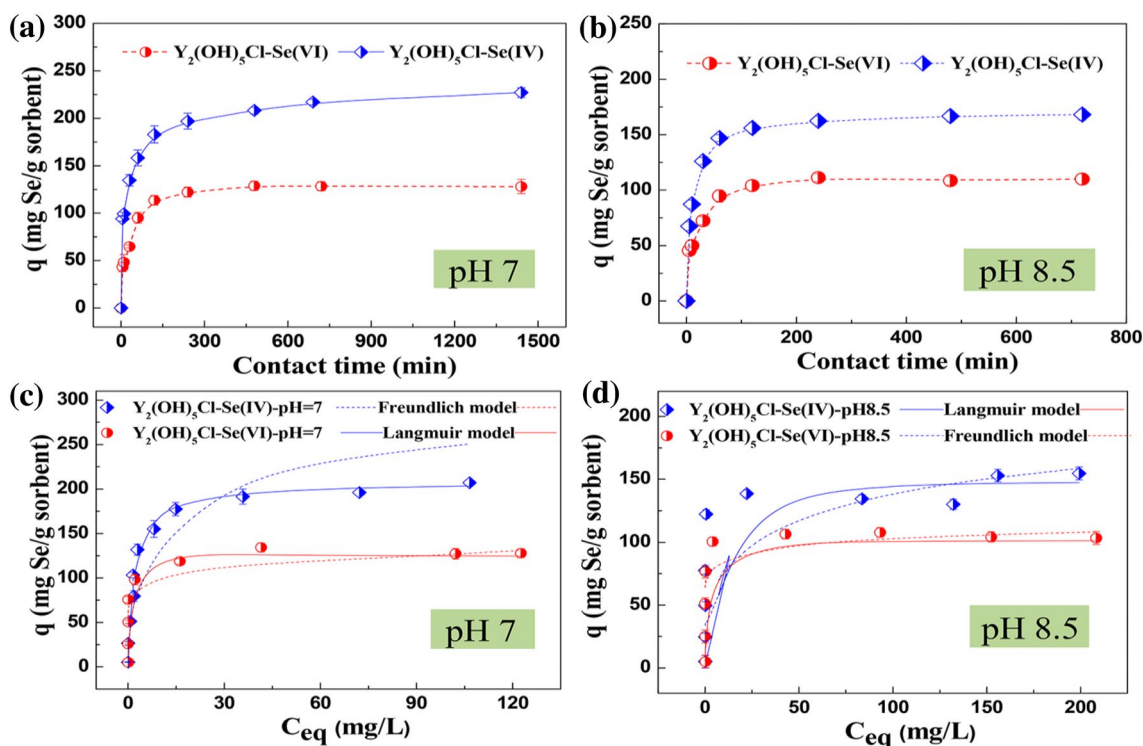 (a)
300
250
200
150
100
50
0
q (mg Se/g sorbent)
Y₂(OH)₅Cl-Se(VI) Y₂(OH)₅Cl-Se(IV)
pH 7
0 300 600 900 1200 1500
Contact time (min)
(b)
250
200
150
100
50
0
q (mg Se/g sorbent)
Y₂(OH)₅Cl-Se(VI) Y₂(OH)₅Cl-Se(IV)
pH 8.5
0 200 400 600 800
Contact time (min)
(c)
300
250
200
150
100
50
0
q (mg Se/g sorbent)
Y₂(OH)₅Cl-Se(IV)-pH=7 Freundlich model
Y₂(OH)₅Cl-Se(VI)-pH=7 Langmuir model
pH 7
0 30 60 90 120
Cₑq (mg/L)
(d)
200
150
100
50
0
q (mg Se/g sorbent)
Y₂(OH)₅Cl-Se(IV)-pH8.5 Langmuir model
Y₂(OH)₅Cl-Se(VI)-pH8.5 Freundlich model
pH 8.5
0 50 100 150 200
Cₑq (mg/L)